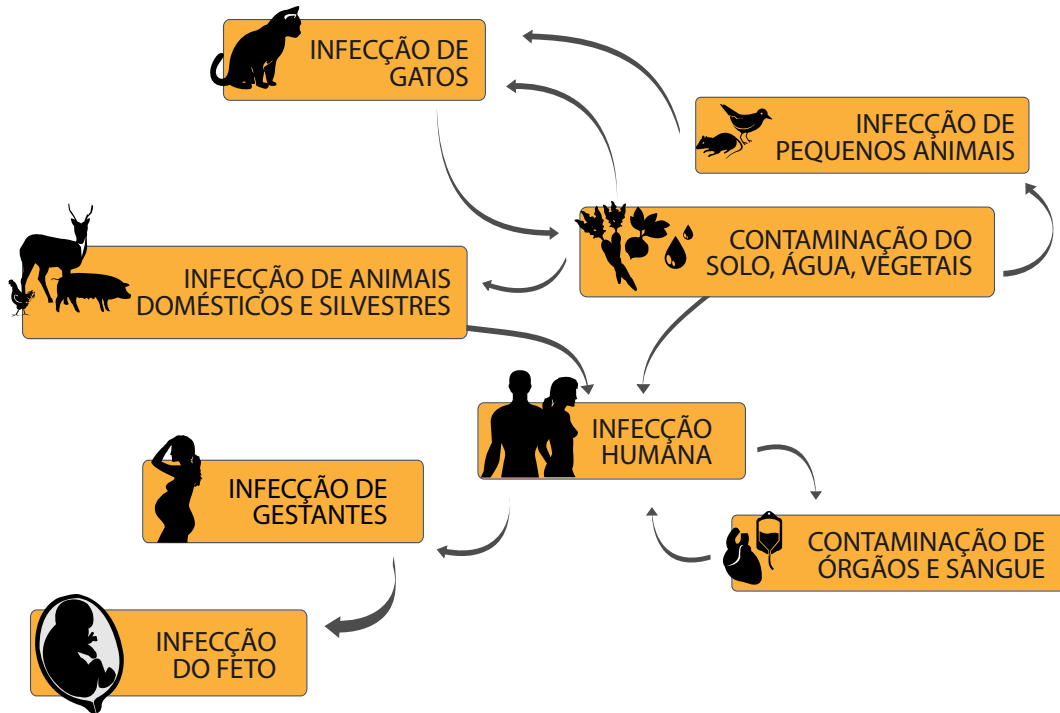 INFECÇÃO DE
GATOS
INFECÇÃO DE
PEQUENOS ANIMAIS
CONTAMINAÇÃO DO
SOLO, ÁGUA, VEGETAIS
INFECÇÃO DE ANIMAIS
DOMÉSTICOS E SILVESTRES
INFECÇÃO
HUMANA
INFECÇÃO DE
GESTANTES
CONTAMINAÇÃO DE
ÓRGÃOS E SANGUE
INFECÇÃO
DO FETO